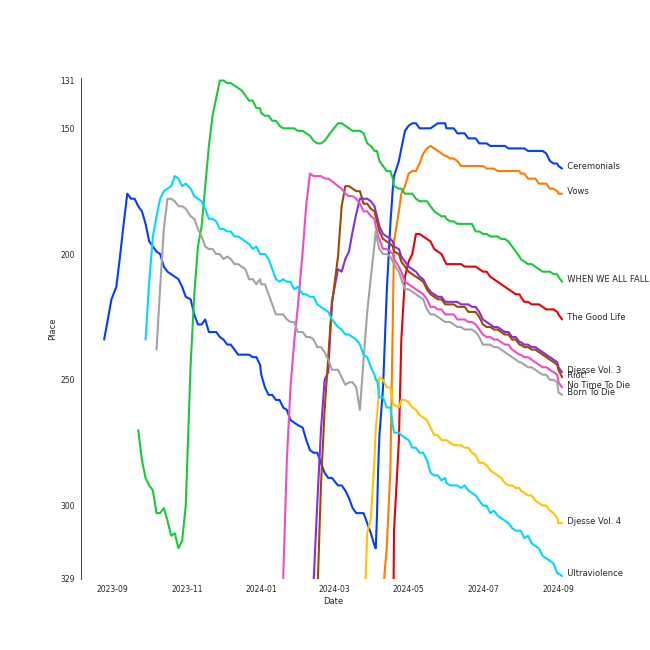 131
150
200
250
300
329
Place
2023-09
2023-11
2024-01
2024-03
2024-05
2024-07
2024-09
Date
Ceremonials
Vows
WHEN WE ALL FALL
The Good Life
Djesse Vol. 3
Riot!
No Time To Die
Born To Die
Djesse Vol. 4
Ultraviolence